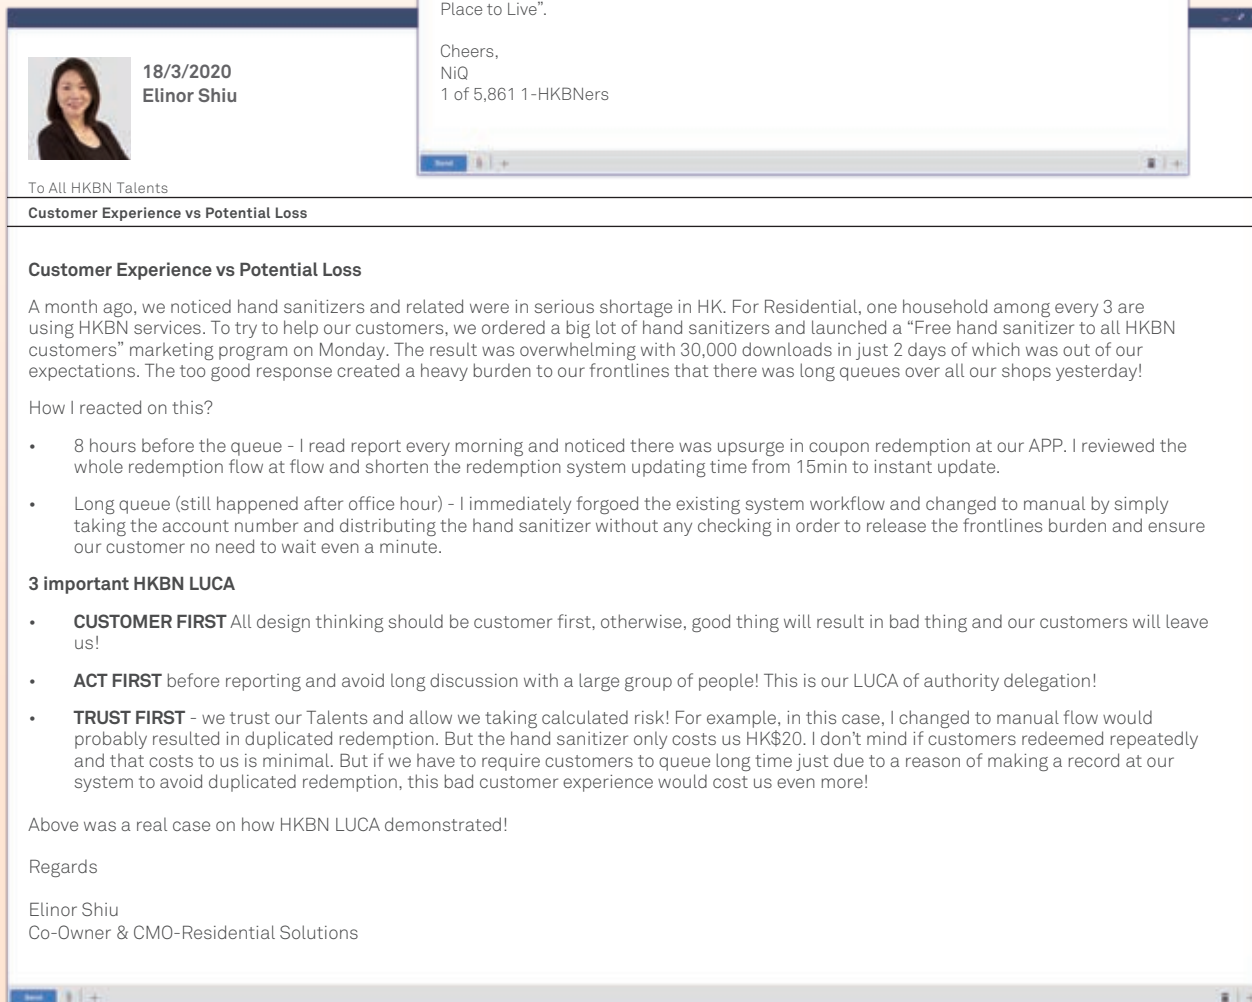 Place to Live”.
Cheers,
NiQ
1 of 5,861 1-HKBNers
Send
18/3/2020
Elinor Shiu
To All HKBN Talents
Customer Experience vs Potential Loss
Customer Experience vs Potential Loss
A month ago, we noticed hand sanitizers and related were in serious shortage in HK. For Residential, one household among every 3 are
using HKBN services. To try to help our customers, we ordered a big lot of hand sanitizers and launched a “Free hand sanitizer to all HKBN
customers” marketing program on Monday. The result was overwhelming with 30,000 downloads in just 2 days of which was out of our
expectations. The too good response created a heavy burden to our frontlines that there was long queues over all our shops yesterday!
How I reacted on this?
• 8 hours before the queue - I read report every morning and noticed there was upsurge in coupon redemption at our APP. I reviewed the
whole redemption flow at flow and shorten the redemption system updating time from 15min to instant update.
• Long queue (still happened after office hour) - I immediately forgoed the existing system workflow and changed to manual by simply
taking the account number and distributing the hand sanitizer without any checking in order to release the frontlines burden and ensure
our customer no need to wait even a minute.
3 important HKBN LUCA
• CUSTOMER FIRST All design thinking should be customer first, otherwise, good thing will result in bad thing and our customers will leave
us!
• ACT FIRST before reporting and avoid long discussion with a large group of people! This is our LUCA of authority delegation!
• TRUST FIRST - we trust our Talents and allow we taking calculated risk! For example, in this case, I changed to manual flow would
probably resulted in duplicated redemption. But the hand sanitizer only costs us HK$20. I don’t mind if customers redeemed repeatedly
and that costs to us is minimal. But if we have to require customers to queue long time just due to a reason of making a record at our
system to avoid duplicated redemption, this bad customer experience would cost us even more!
Above was a real case on how HKBN LUCA demonstrated!
Regards
Elinor Shiu
Co-Owner & CMO-Residential Solutions
Send